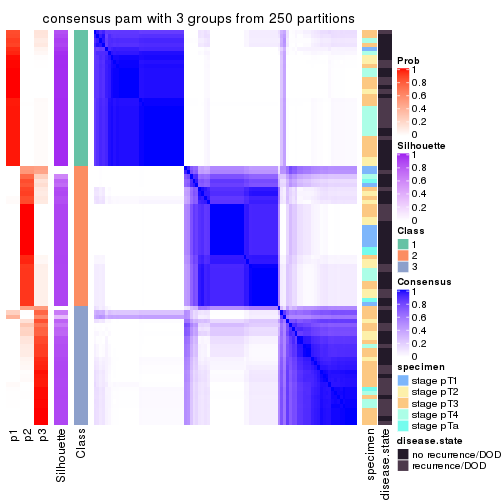 consensus pam with 3 groups from 250 partitions
Prob
1
0.8
0.6
0.4
0.2
0
Silhouette
1
0.8
0.6
0.4
0.2
0
Class
1
2
3
Consensus
1
0.8
0.6
0.4
0.2
0
specimen
stage pT1
stage pT2
stage pT3
stage pT4
stage pTa
disease.state
no recurrence/DOD
recurrence/DOD
p1
p2
p3
Silhouette
Class
specimen
disease.state